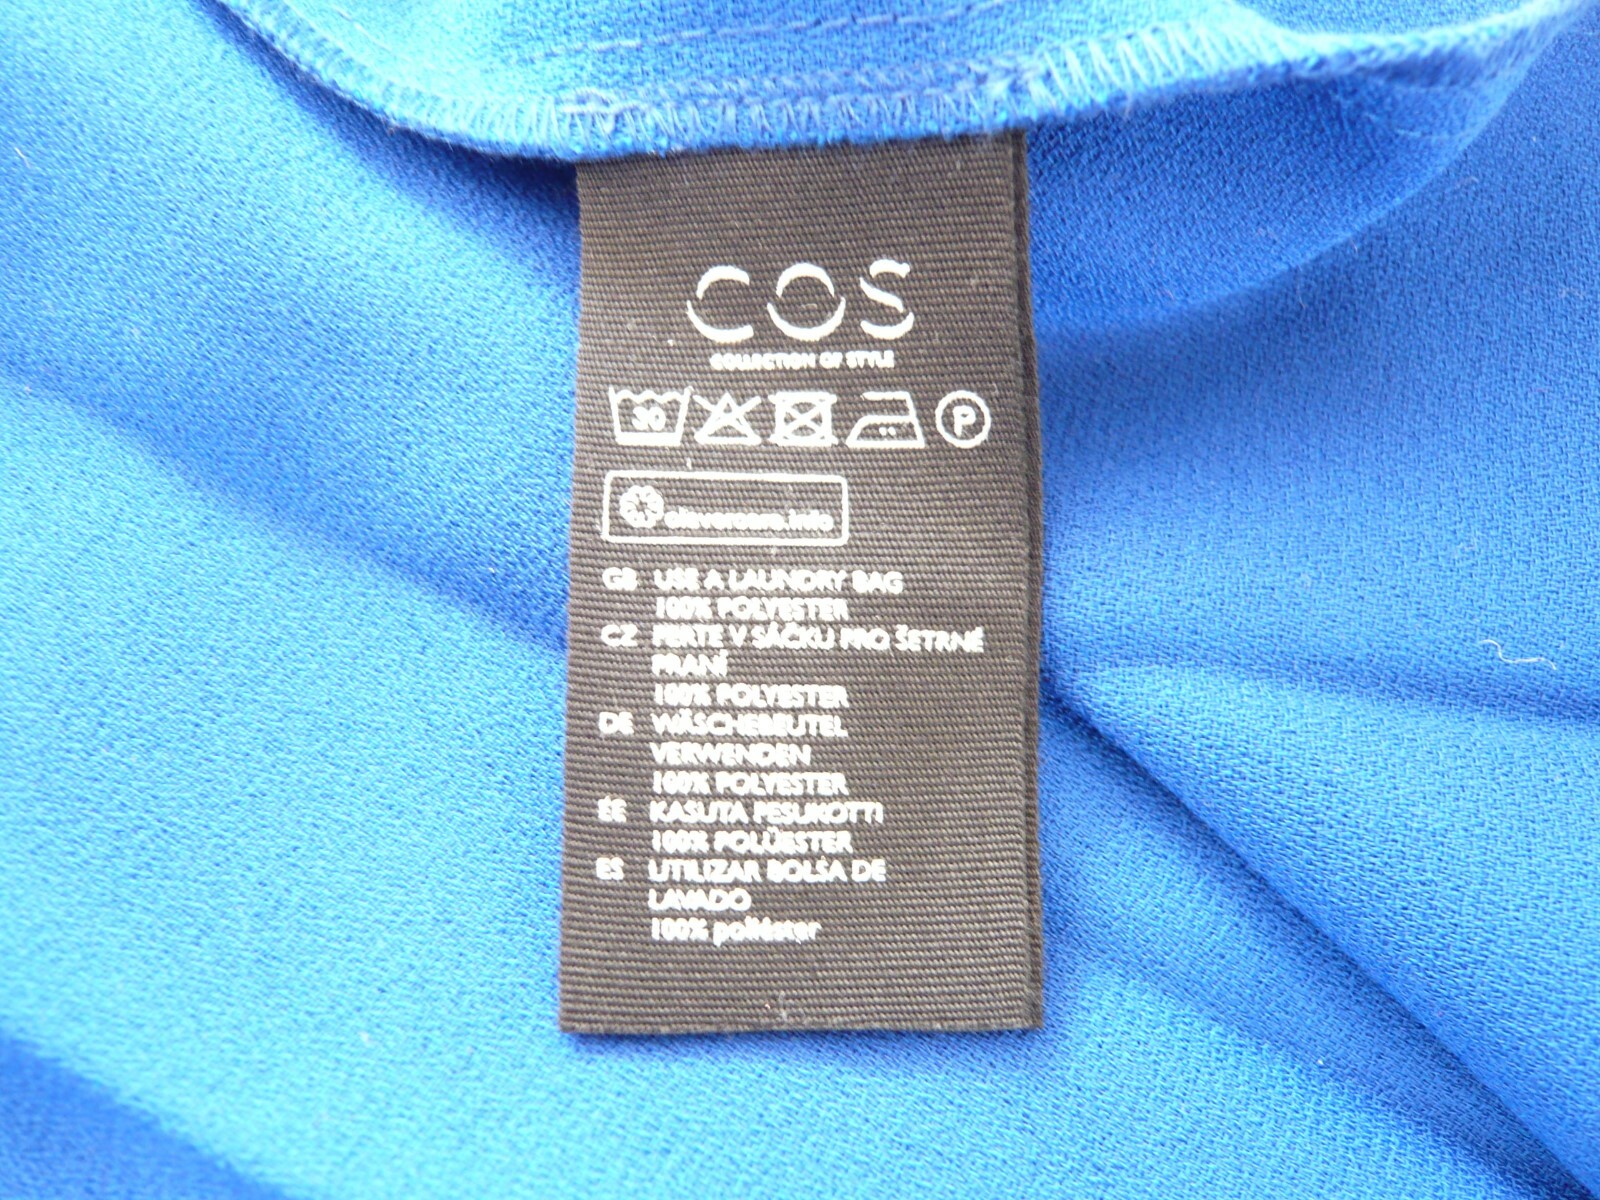 COS
COLLECTION OF STYLE
30
P
clevercare.info
GB USE A LAUNDRY BAG
100% POLYESTER
CZ PERTE V SÁČKU PRO ŠETRNÉ
PRANÍ
100% POLYESTER
DE WÄSCHEBEUTEL
VERWENDEN
100% POLYESTER
EE KASUTA PESUKOTTI
100% POLÜESTER
ES UTILIZAR BOLSA DE
LAVADO
100% poliéster